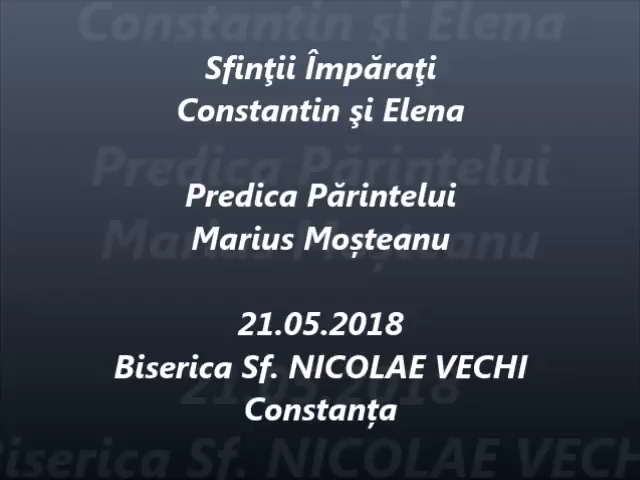 Sfinţii Împăraţi
Constantin şi Elena
Predica Părintelui
Marius Moșteanu
21.05.2018
Biserica Sf. NICOLAE VECHI
Constanța